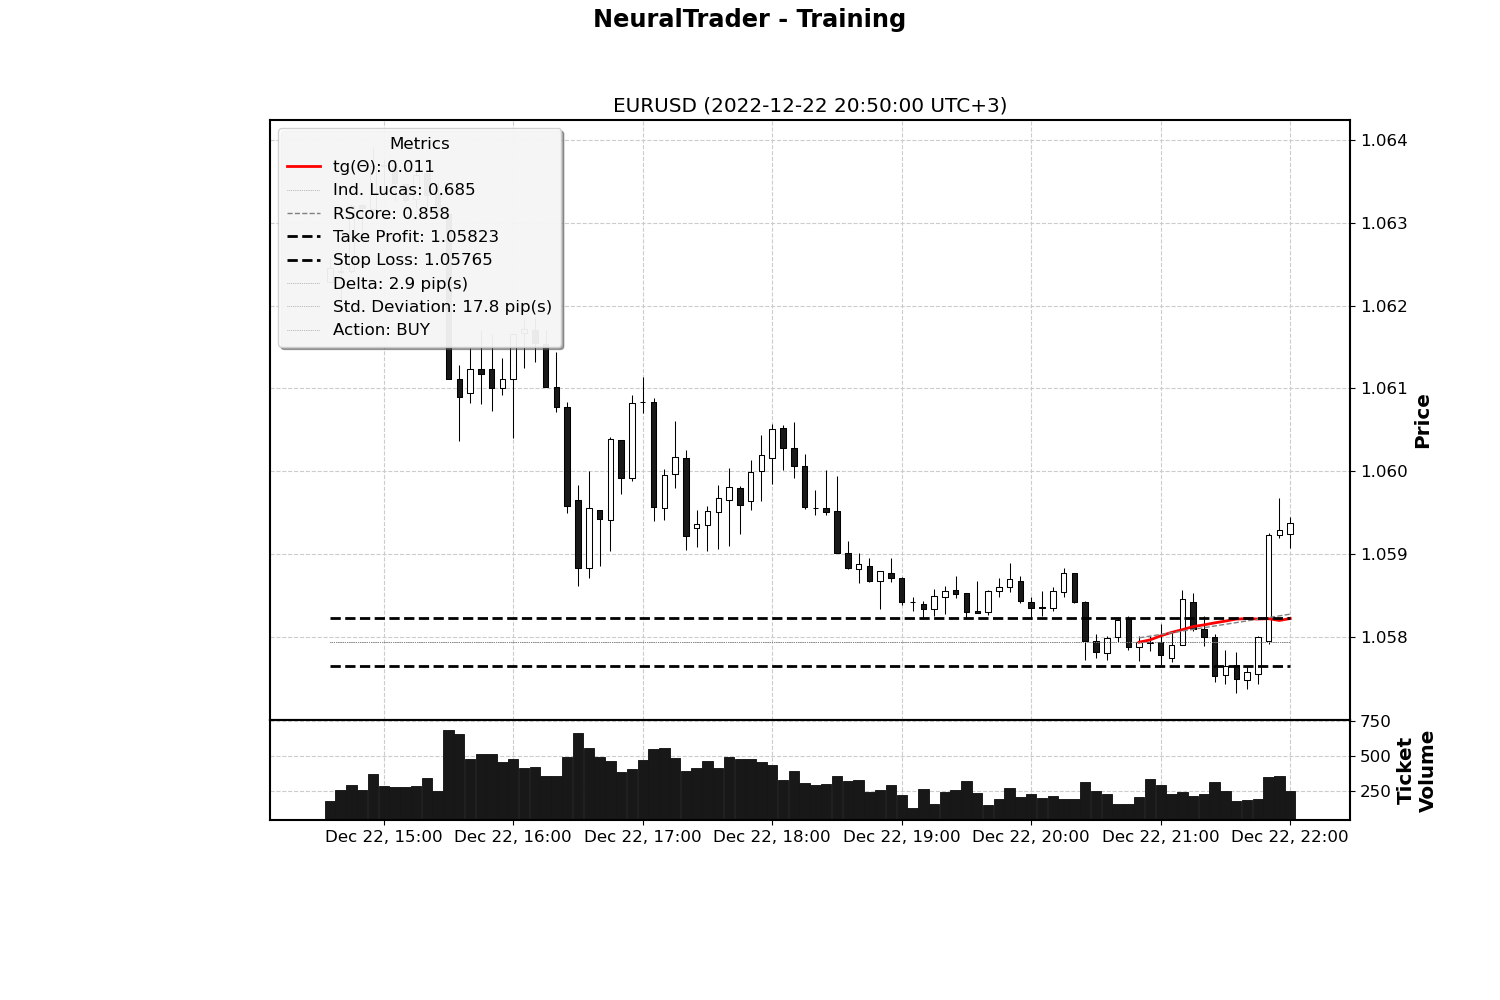 NeuralTrader - Training
EURUSD (2022-12-22 20:50:00 UTC+3)
Metrics
tg(Θ): 0.011
Ind. Lucas: 0.685
RScore: 0.858
Take Profit: 1.05823
Stop Loss: 1.05765
Delta: 2.9 pip(s)
Std. Deviation: 17.8 pip(s)
Action: BUY
1.064
1.063
1.062
1.061
1.060
1.059
1.058
Price
750
500
250
Ticket
Volume
Dec 22, 15:00 Dec 22, 16:00 Dec 22, 17:00 Dec 22, 18:00 Dec 22, 19:00 Dec 22, 20:00 Dec 22, 21:00 Dec 22, 22:00